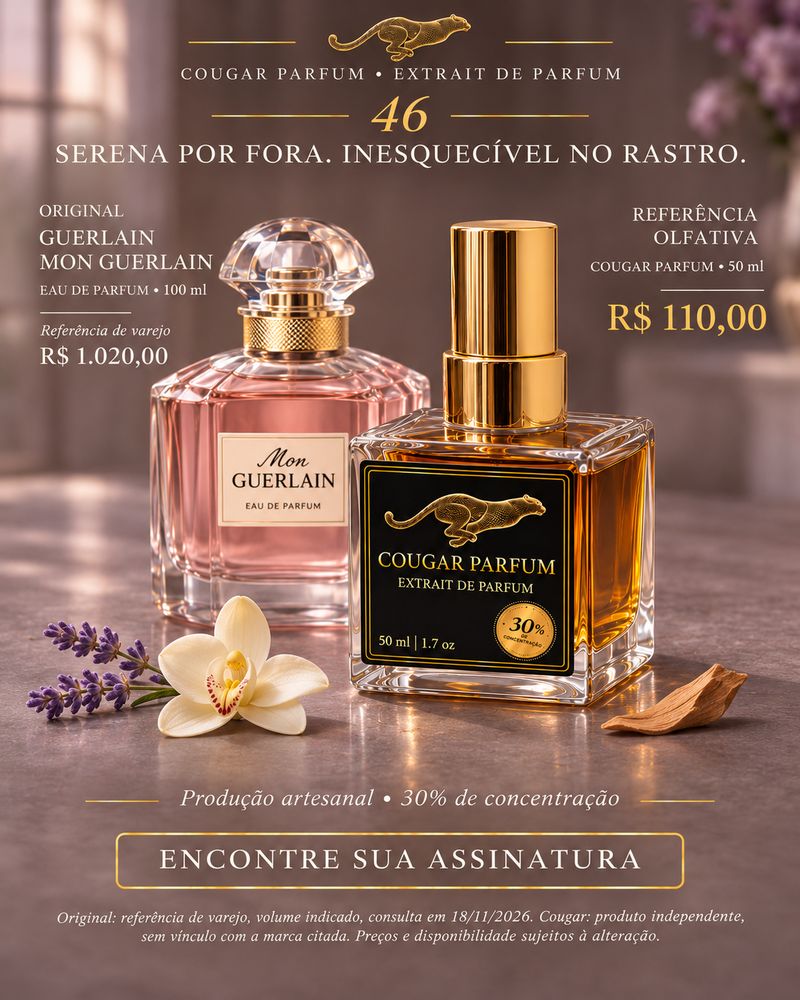 COUGAR PARFUM • EXTRAIT DE PARFUM
46
SERENA POR FORA. INESQUECÍVEL NO RASTRO.
ORIGINAL
GUERLAIN
MON GUERLAIN
EAU DE PARFUM • 100 ml
Referência de varejo
R$ 1.020,00
REFERÊNCIA
OLFATIVA
COUGAR PARFUM • 50 ml
R$ 110,00
Mon
GUERLAIN
EAU DE PARFUM
COUGAR PARFUM
EXTRAIT DE PARFUM
50 ml | 1.7 oz
30%
DE
CONCENTRAÇÃO
Produção artesanal • 30% de concentração
ENCONTRE SUA ASSINATURA
Original: referência de varejo, volume indicado, consulta em 18/11/2026. Cougar: produto independente,
sem vínculo com a marca citada. Preços e disponibilidade sujeitos à alteração.